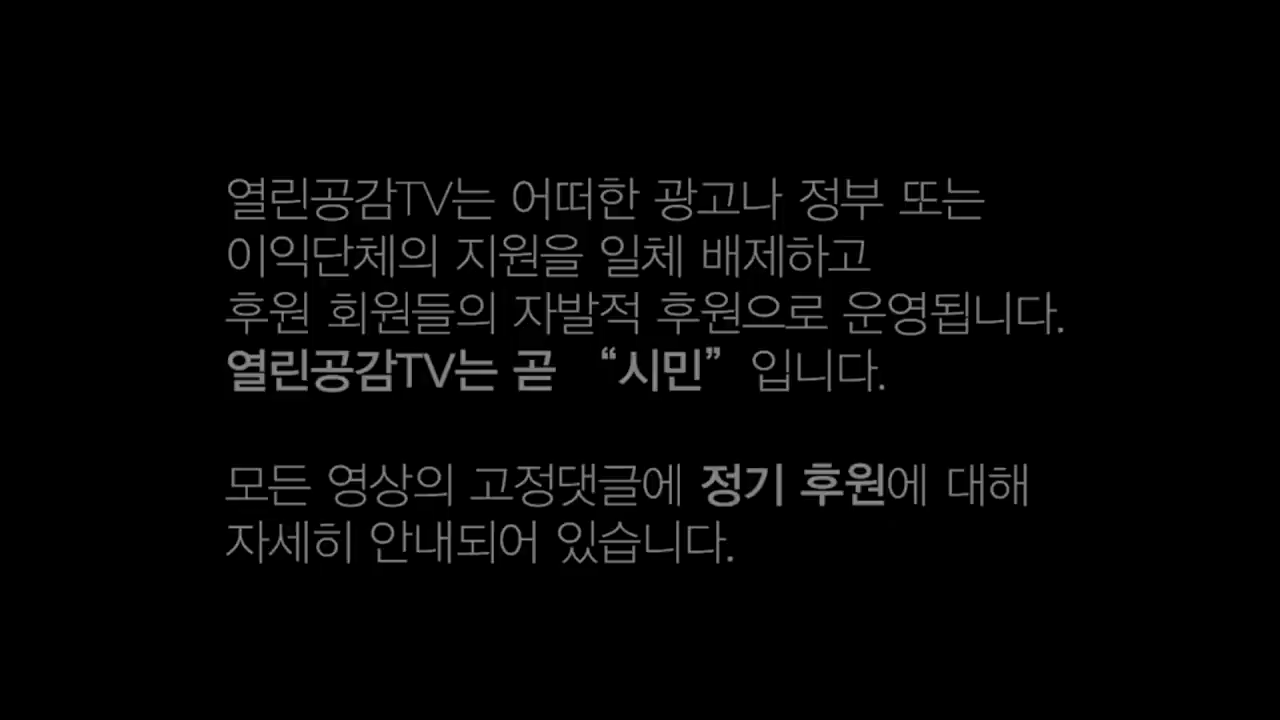 열린공감TV는 어떠한 광고나 정부 또는
이익단체의 지원을 일체 배제하고
후원 회원들의 자발적 후원으로 운영됩니다.
열린공감TV는 곧 “시민” 입니다.
모든 영상의 고정댓글에 정기 후원에 대해
자세히 안내되어 있습니다.